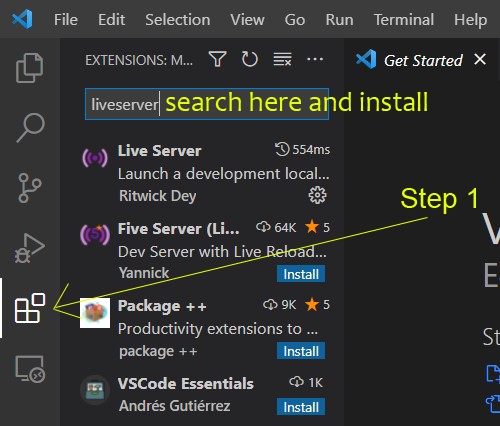 File Edit Selection View Go Run Terminal Help
EXTENSIONS: M... ...
Get Started
liveserver search here and install
Live Server 554ms
Launch a development local...
Ritwick Dey
Step 1
Five Server (Li... 64K 5
Dev Server with Live Reload...
Yannick Install
Package ++ 9K 5
Productivity extensions to ...
package ++ Install
VSCode Essentials 1K
Andrés Gutiérrez Install
V
E
St